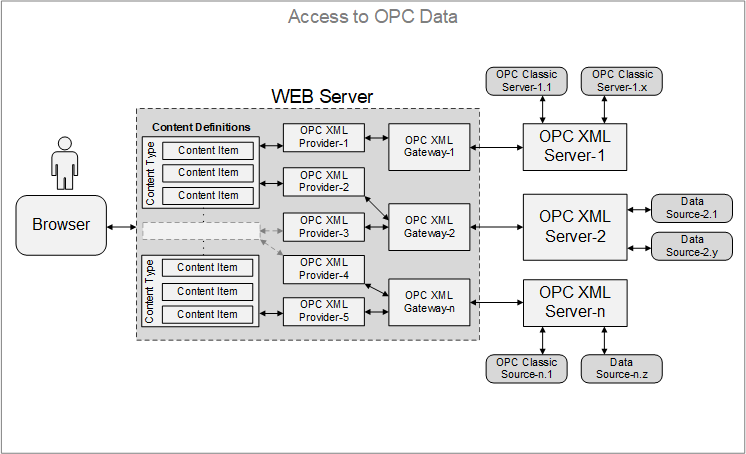 Access to OPC Data
OPC Classic
Server-1.1
OPC Classic
Server-1.x
WEB Server
Content Definitions
Content Type
Content Item
Content Item
Content Item
OPC XML
Provider-1
OPC XML
Provider-2
OPC XML
Gateway-1
OPC XML
Server-1
Browser
OPC XML
Provider-3
OPC XML
Gateway-2
OPC XML
Server-2
Data
Source-2.1
Data
Source-2.y
Content Type
Content Item
Content Item
Content Item
OPC XML
Provider-4
OPC XML
Provider-5
OPC XML
Gateway-n
OPC XML
Server-n
OPC Classic
Source-n.1
Data
Source-n.z